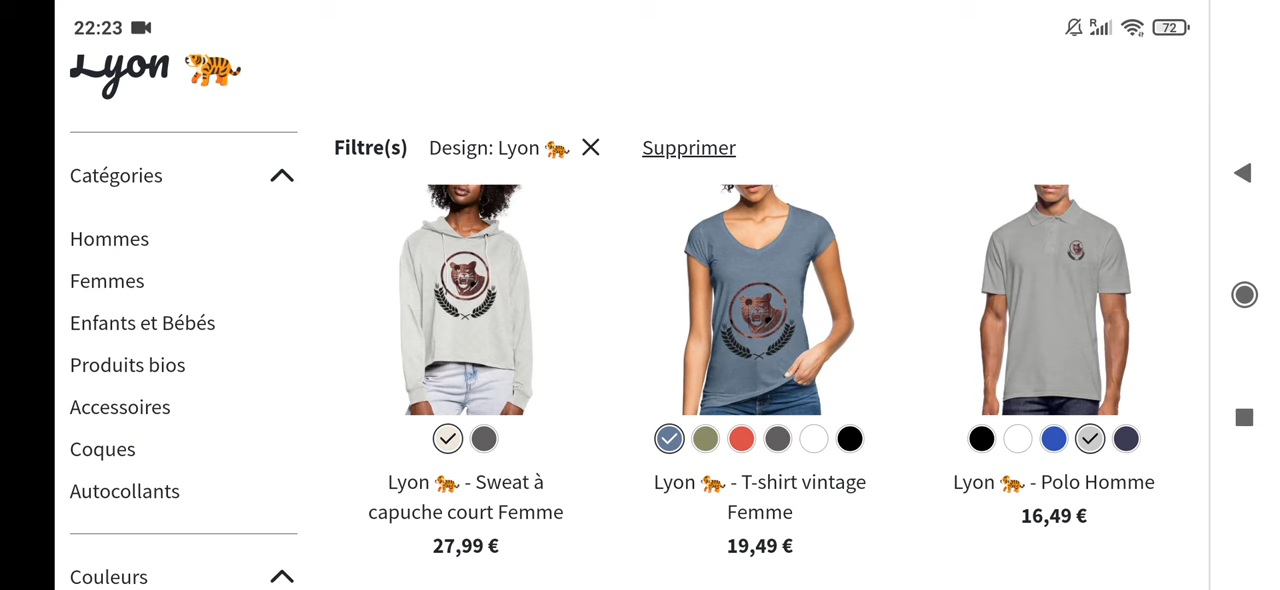 22:23
R
72
Lyon 🐅
Filtre(s) Design: Lyon 🐅 Supprimer
Catégories
Hommes
Femmes
Enfants et Bébés
Produits bios
Accessoires
Coques
Autocollants
Couleurs
Lyon 🐅 - Sweat à
capuche court Femme
27,99 €
Lyon 🐅 - T-shirt vintage
Femme
19,49 €
Lyon 🐅 - Polo Homme
16,49 €